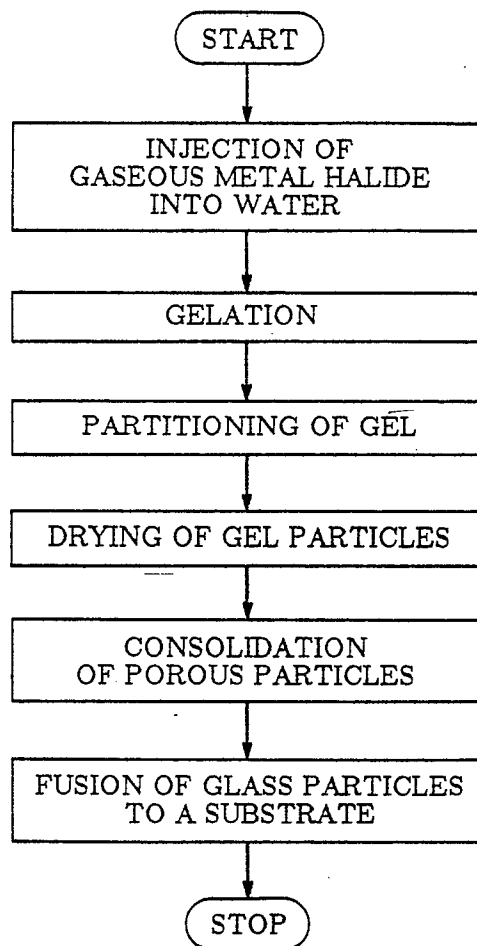 START
INJECTION OF
GASEOUS METAL HALIDE
INTO WATER
GELATION
PARTITIONING OF GEL
DRYING OF GEL PARTICLES
CONSOLIDATION
OF POROUS PARTICLES
FUSION OF GLASS PARTICLES
TO A SUBSTRATE
STOP